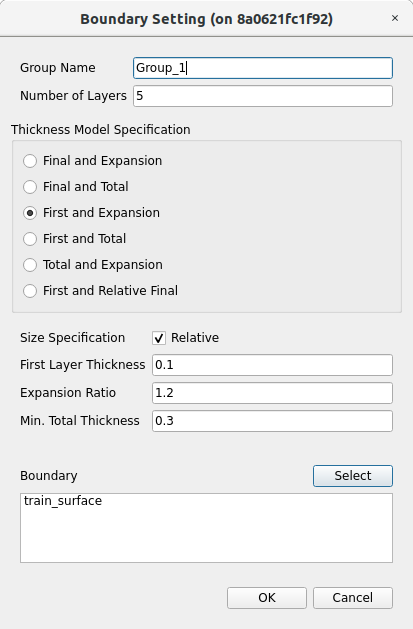 Boundary Setting (on 8a0621fc1f92)
×
Group Name Group_1
Number of Layers 5
Thickness Model Specification
Final and Expansion
Final and Total
First and Expansion
First and Total
Total and Expansion
First and Relative Final
Size Specification Relative
First Layer Thickness 0.1
Expansion Ratio 1.2
Min. Total Thickness 0.3
Boundary Select
train_surface
OK Cancel